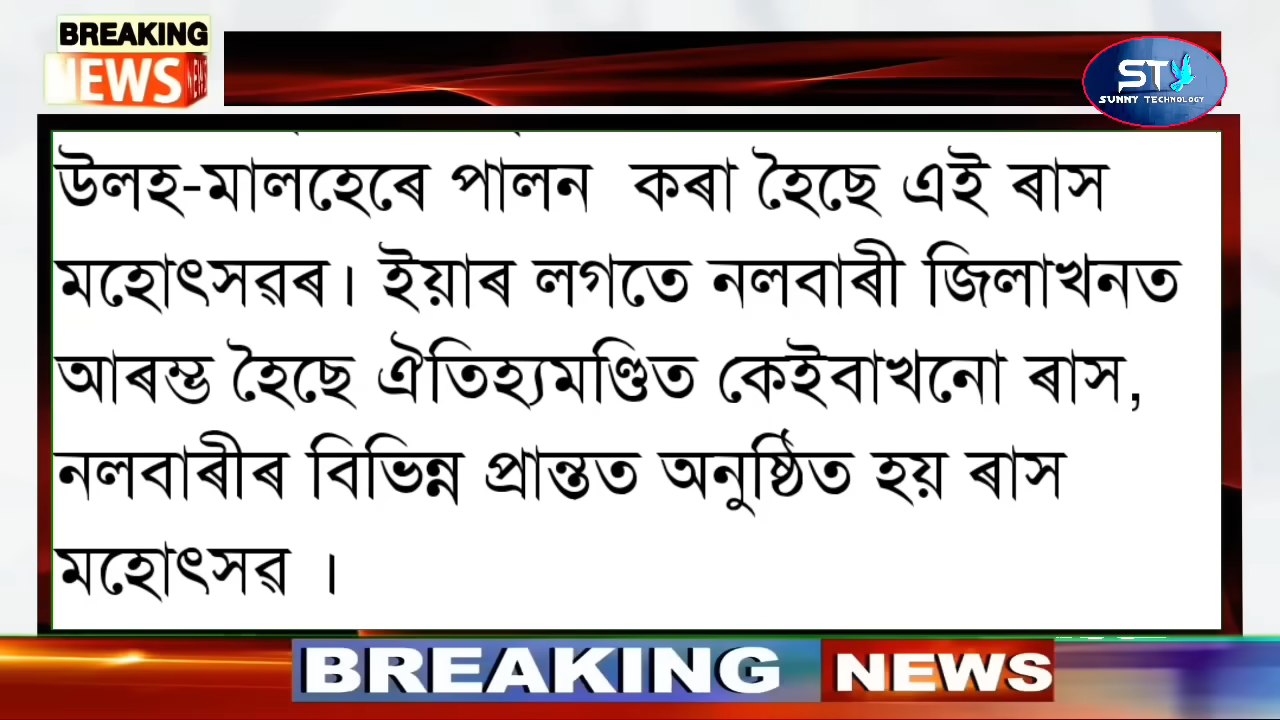 BREAKING
NEWS
NEWS
ST
SUNNY TECHNOLOGY
উলহ-মালহেৰে পালন কৰা হৈছে এই ৰাস
মহোৎসৱৰ। ইয়াৰ লগতে নলবাৰী জিলাখনত
আৰম্ভ হৈছে ঐতিহ্যমণ্ডিত কেইবাখনো ৰাস,
নলবাৰীৰ বিভিন্ন প্ৰান্তত অনুষ্ঠিত হয় ৰাস
মহোৎসৱ ।
BREAKING NEWS